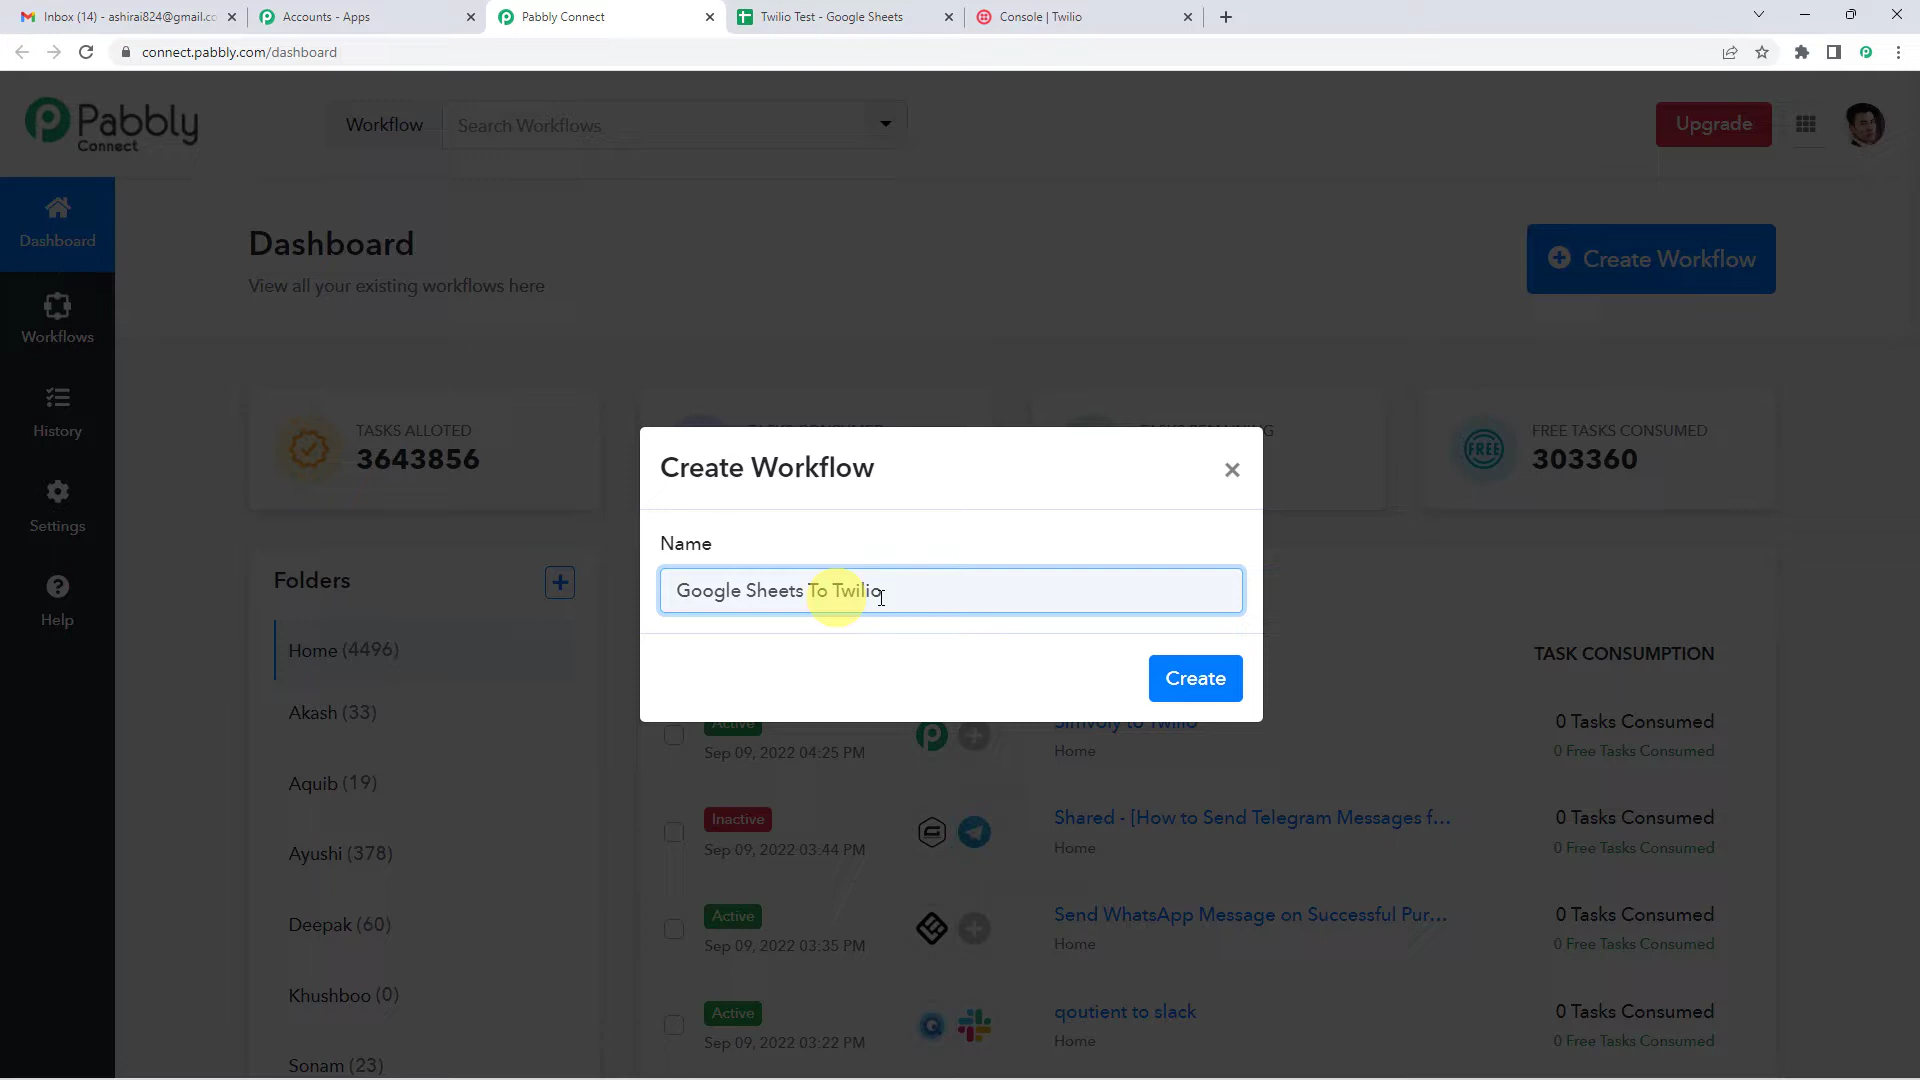 Inbox (14) - ashirai824@gmail.co
Accounts - Apps
Pabbly Connect
Twilio Test - Google Sheets
Console | Twilio
connect.pabbly.com/dashboard
Pabbly
Connect
Workflow
Search Workflows
Upgrade
Dashboard
Workflows
History
Settings
Help
Dashboard
View all your existing workflows here
Create Workflow
TASKS ALLOTED
3643856
FREE TASKS CONSUMED
FREE
303360
Create Workflow
Name
Google Sheets To Twilio
Create
Folders
Home (4496)
Akash (33)
Aquib (19)
Ayushi (378)
Deepak (60)
Khushboo (0)
Sonam (23)
TASK CONSUMPTION
Active
Sep 09, 2022 04:25 PM
Simvoly to Twilio
Home
0 Tasks Consumed
0 Free Tasks Consumed
Inactive
Sep 09, 2022 03:44 PM
Shared - [How to Send Telegram Messages f...
Home
0 Tasks Consumed
0 Free Tasks Consumed
Active
Sep 09, 2022 03:35 PM
Send WhatsApp Message on Successful Pur...
Home
0 Tasks Consumed
0 Free Tasks Consumed
Active
Sep 09, 2022 03:22 PM
qoutient to slack
Home
0 Tasks Consumed
0 Free Tasks Consumed